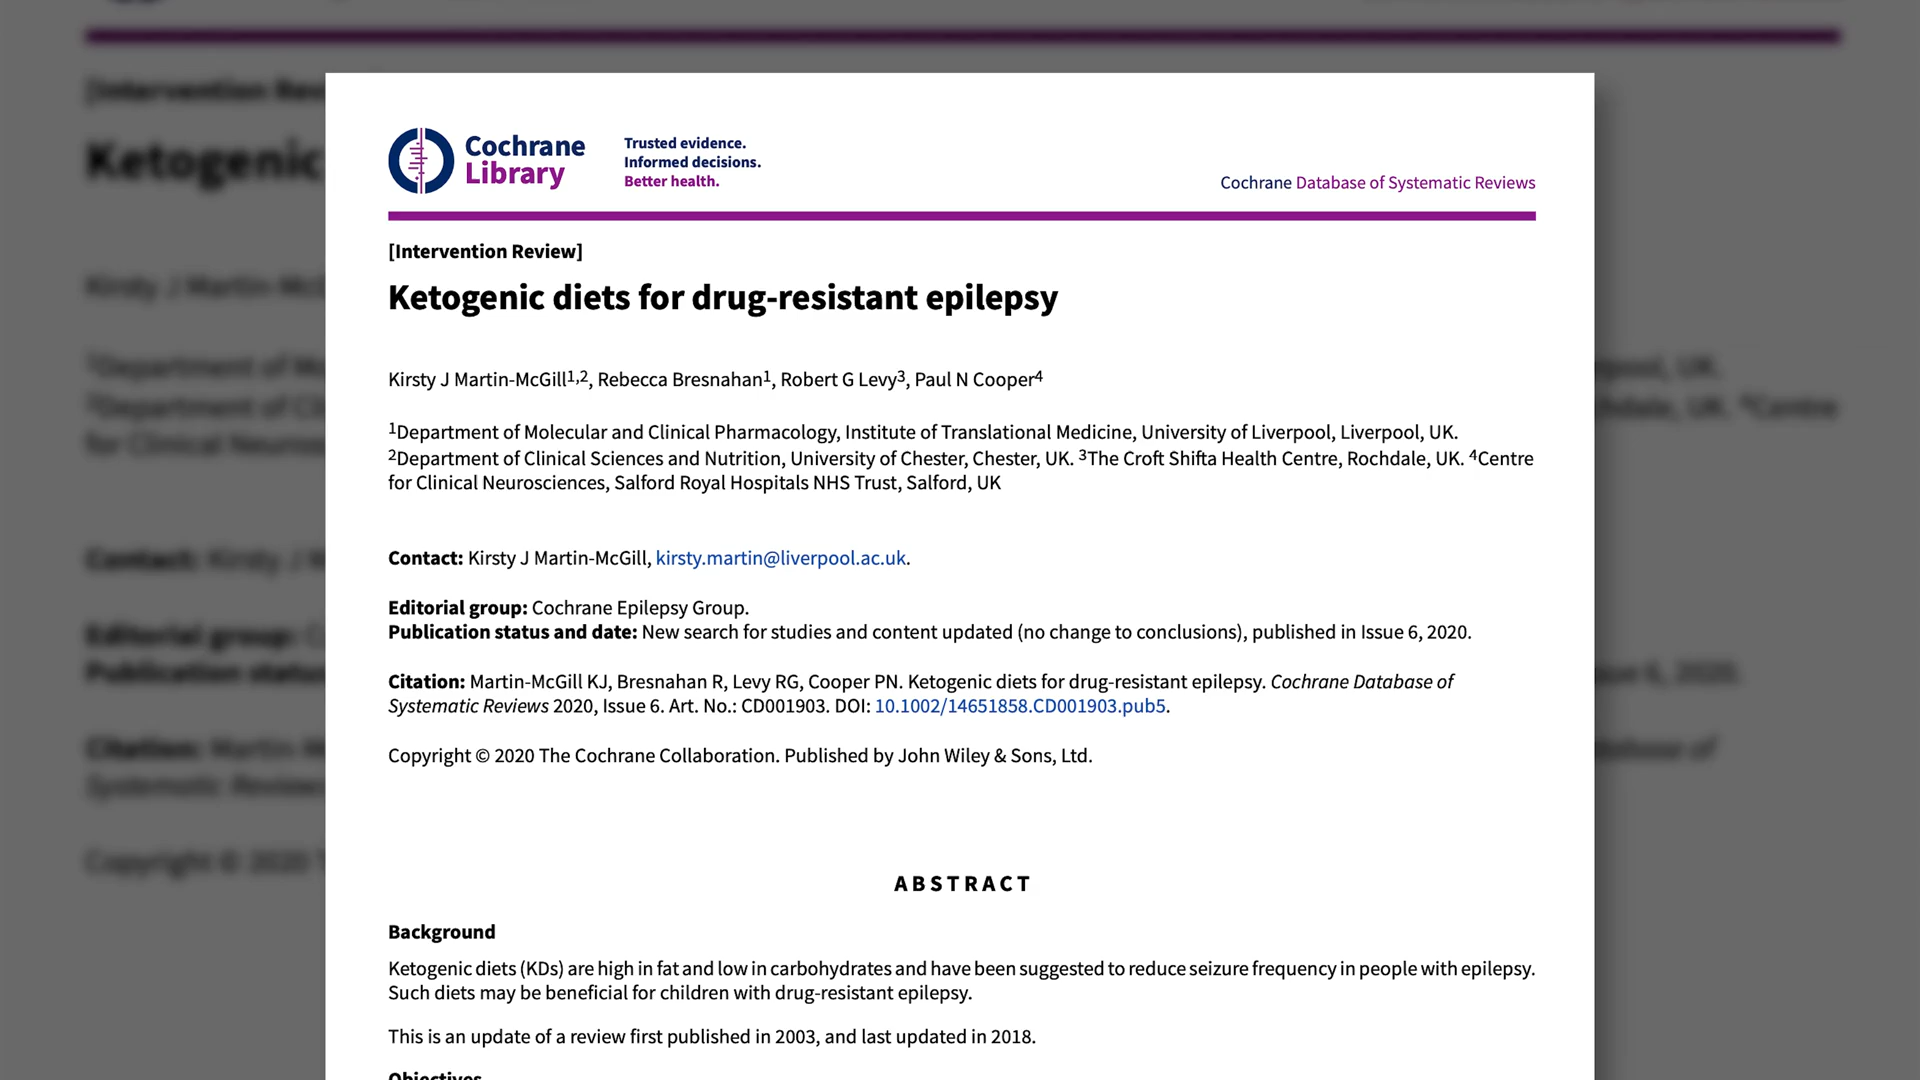 Cochrane
Library
Trusted evidence.
Informed decisions.
Better health.
Cochrane Database of Systematic Reviews
[Intervention Review]
Ketogenic diets for drug-resistant epilepsy
Kirsty J Martin-McGill1,2, Rebecca Bresnahan1, Robert G Levy3, Paul N Cooper4
1Department of Molecular and Clinical Pharmacology, Institute of Translational Medicine, University of Liverpool, Liverpool, UK.
2Department of Clinical Sciences and Nutrition, University of Chester, Chester, UK. 3The Croft Shifta Health Centre, Rochdale, UK. 4Centre
for Clinical Neurosciences, Salford Royal Hospitals NHS Trust, Salford, UK
Contact: Kirsty J Martin-McGill, kirsty.martin@liverpool.ac.uk.
Editorial group: Cochrane Epilepsy Group.
Publication status and date: New search for studies and content updated (no change to conclusions), published in Issue 6, 2020.
Citation: Martin-McGill KJ, Bresnahan R, Levy RG, Cooper PN. Ketogenic diets for drug-resistant epilepsy. Cochrane Database of
Systematic Reviews 2020, Issue 6. Art. No.: CD001903. DOI: 10.1002/14651858.CD001903.pub5.
Copyright © 2020 The Cochrane Collaboration. Published by John Wiley & Sons, Ltd.
ABSTRACT
Background
Ketogenic diets (KDs) are high in fat and low in carbohydrates and have been suggested to reduce seizure frequency in people with epilepsy.
Such diets may be beneficial for children with drug-resistant epilepsy.
This is an update of a review first published in 2003, and last updated in 2018.
Objectives